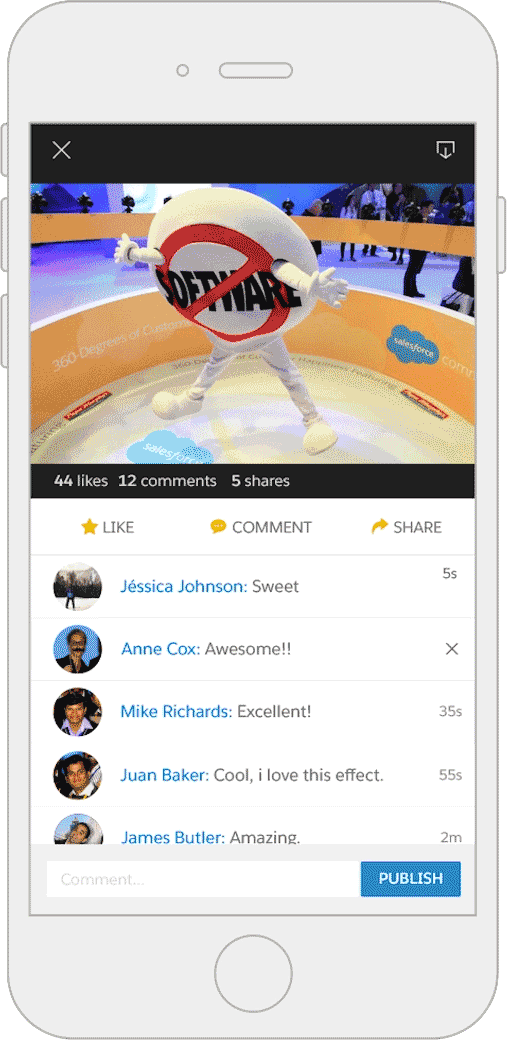 SOFTWARE
360-Degrees of Custom
salesforce
salesforce
44 likes 12 comments 5 shares
LIKE COMMENT SHARE
Jéssica Johnson: Sweet 5s
Anne Cox: Awesome!!
Mike Richards: Excellent! 35s
Juan Baker: Cool, i love this effect. 55s
James Butler: Amazing. 2m
Comment... PUBLISH